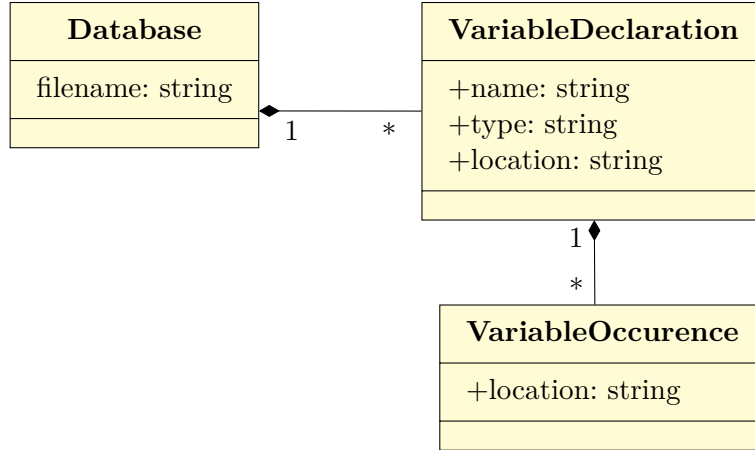 Database
filename: string
1
*
VariableDeclaration
+name: string
+type: string
+location: string
1
*
VariableOccurence
+location: string